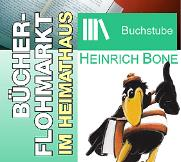 BÜCHER-
FLOHMARKT
IM HEIMATHAUS
Buchstube
HEINRICH BONE